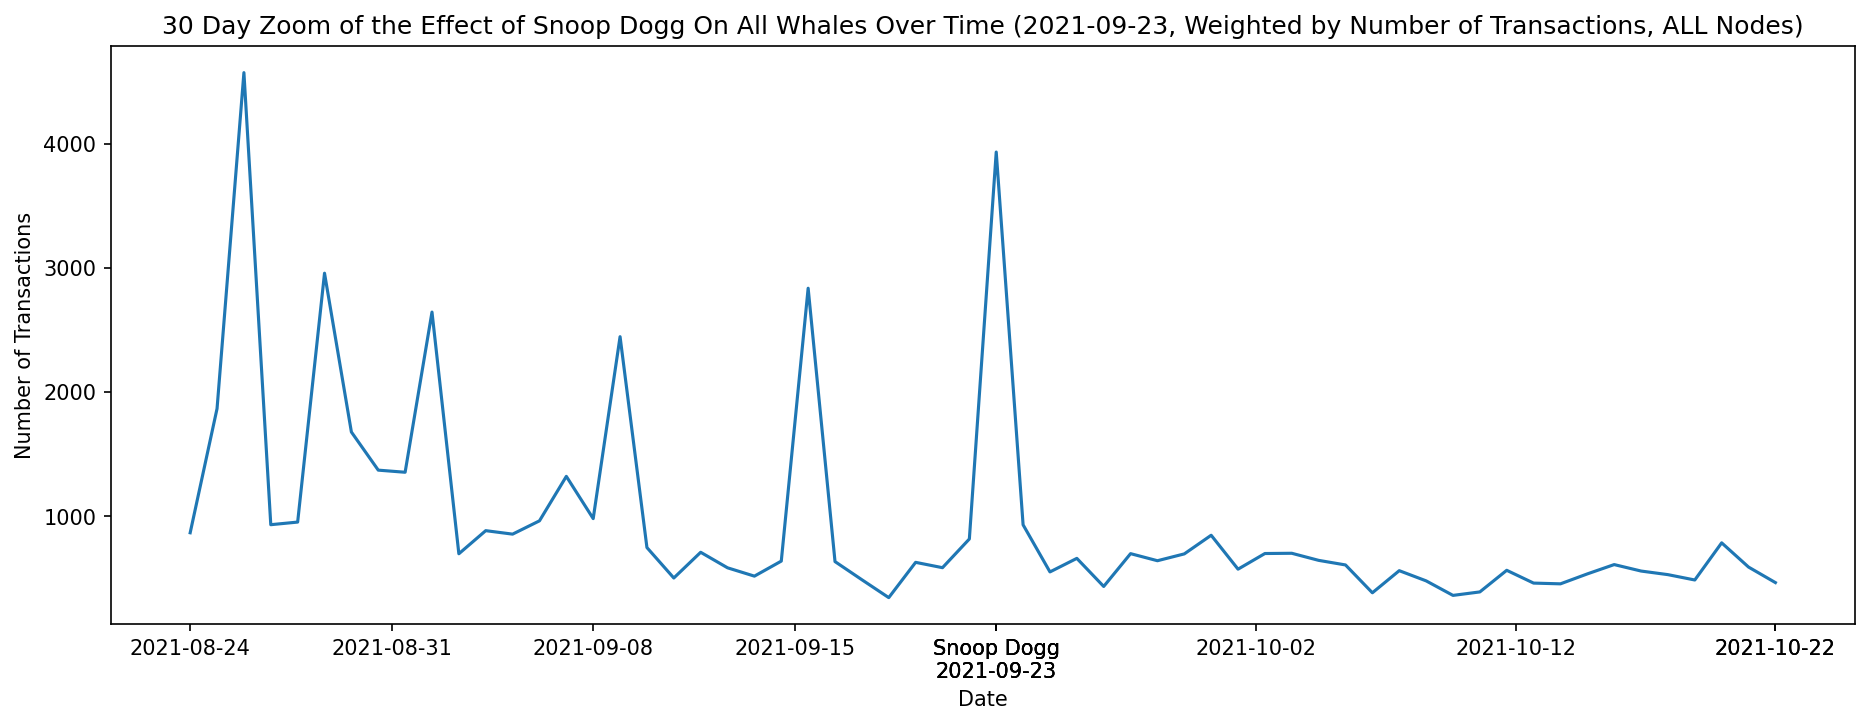 30 Day Zoom of the Effect of Snoop Dogg On All Whales Over Time (2021-09-23, Weighted by Number of Transactions, ALL Nodes)
4000
3000
2000
1000
Number of Transactions
2021-08-24 2021-08-31 2021-09-08 2021-09-15 Snoop Dogg 2021-10-02 2021-10-12 2021-10-22
2021-09-23
Date